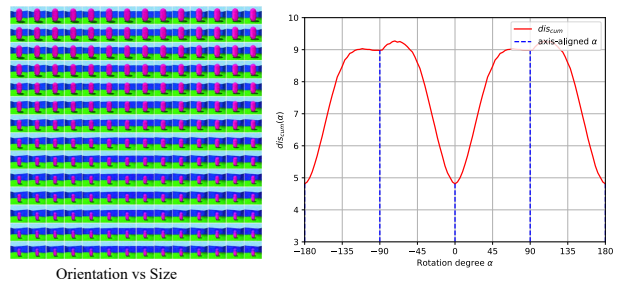 10
9
8
7
6
5
4
3
dis_cum(α)
dis_cum
axis-aligned α
−180 −135 −90 −45 0 45 90 135 180
Rotation degree α
Orientation vs Size